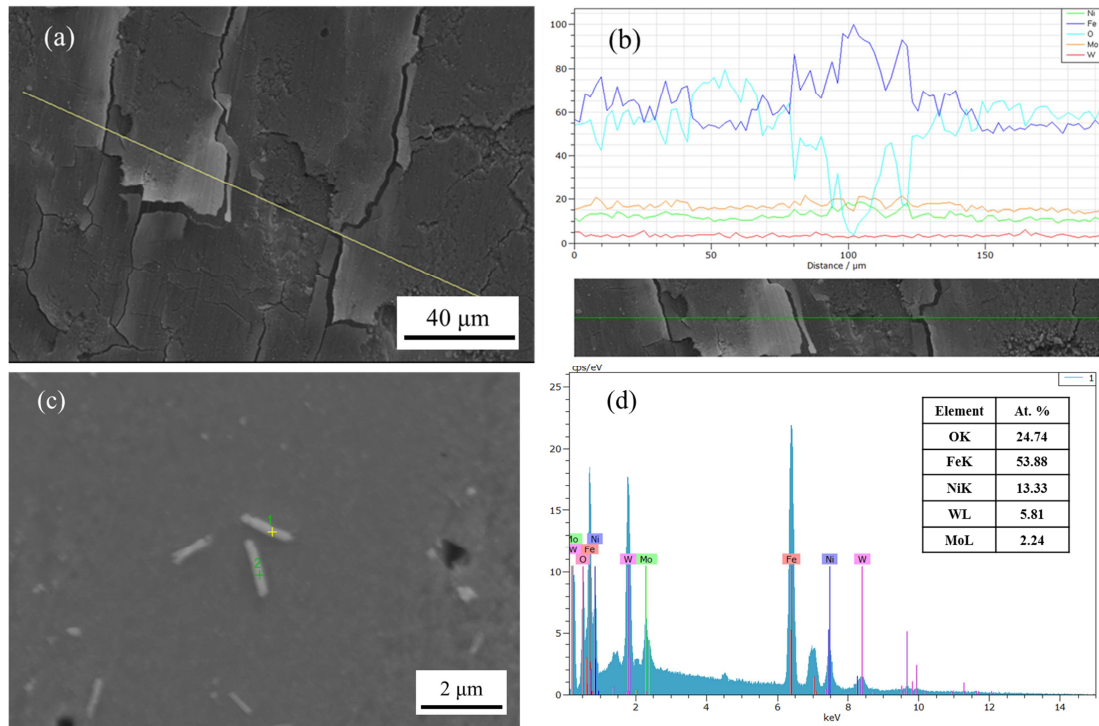 (a)
40 μm
(b)
Ni
Fe
O
Mo
W
100
80
60
40
20
0
0 50 100 150
Distance / μm
(c)
1
2
2 μm
(d)
cps/eV
1
25
20
15
10
5
0
Mo
W Ni
O Fe W Mo Fe Ni W
2 4 6 8 10 12 14
keV
Element At. %
OK 24.74
FeK 53.88
NiK 13.33
WL 5.81
MoL 2.24